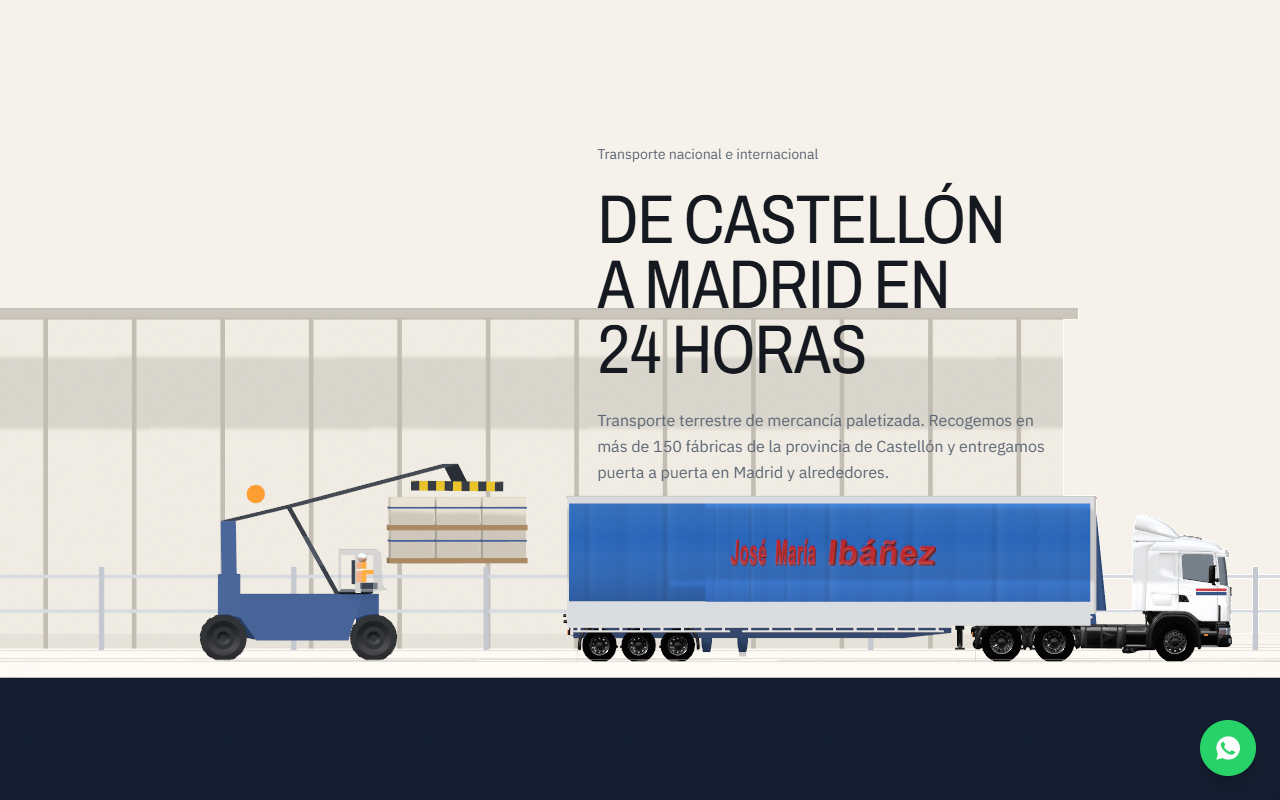 Transporte nacional e internacional
DE CASTELLÓN
A MADRID EN
24 HORAS
Transporte terrestre de mercancía paletizada. Recogemos en
más de 150 fábricas de la provincia de Castellón y entregamos
puerta a puerta en Madrid y alrededores.
José María Ibáñez